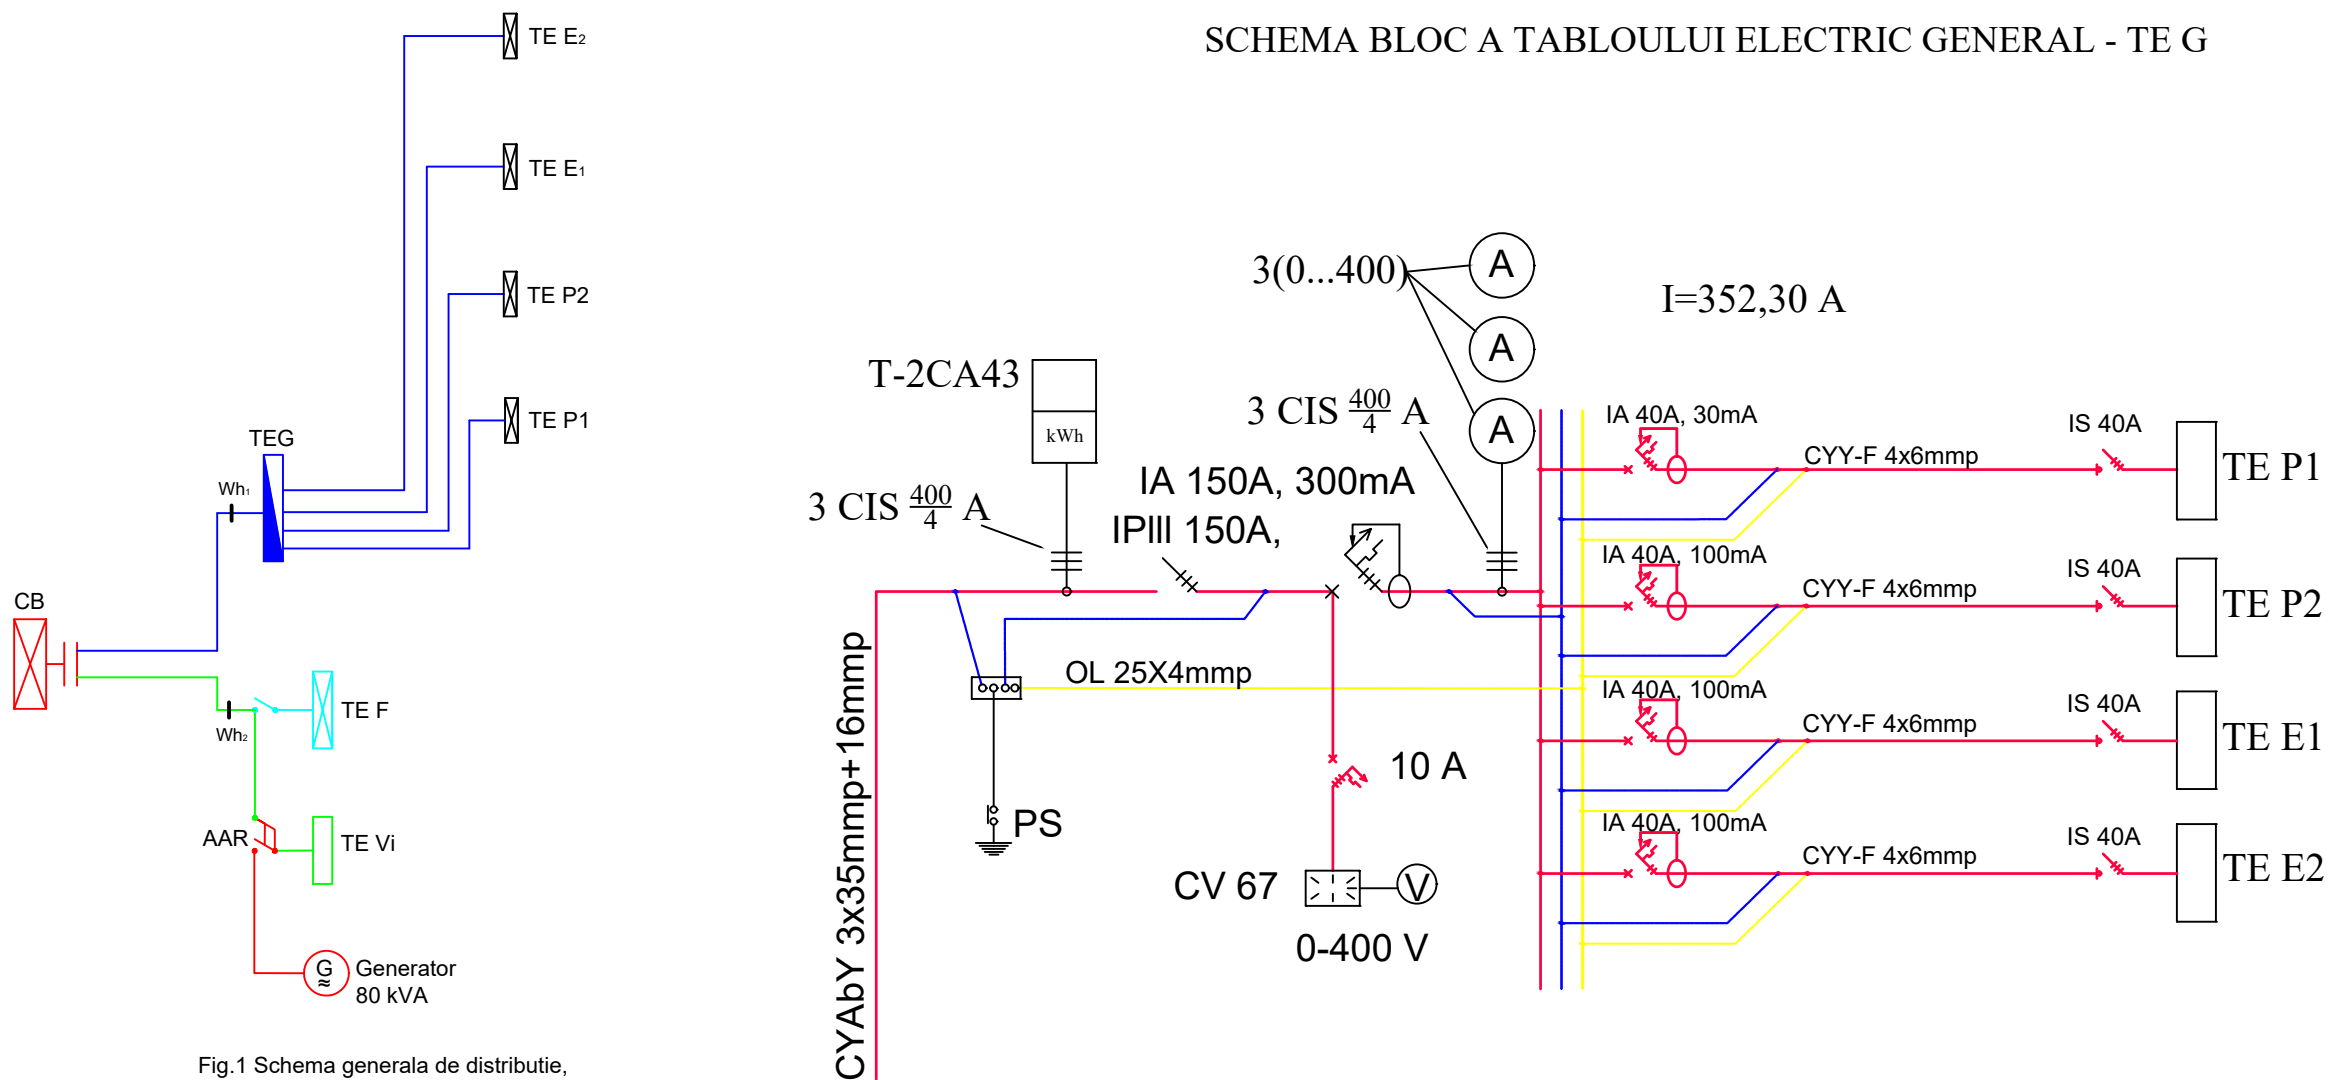 TE E2
TE E1
TE P2
TE P1
TEG
Wh1
CB
TE F
Wh2
AAR
TE Vi
G
≈
Generator
80 kVA
Fig.1 Schema generala de distributie,
SCHEMA BLOC A TABLOULUI ELECTRIC GENERAL - TE G
3(0...400)
A
A
A
I=352,30 A
T-2CA43
kWh
3 CIS 400/4 A
3 CIS 400/4 A
IA 150A, 300mA
IPIII 150A,
OL 25X4mmp
PS
10 A
CV 67
V
0-400 V
CYAbY 3x35mmp+16mmp
IA 40A, 30mA
CYY-F 4x6mmp
IS 40A
TE P1
IA 40A, 100mA
CYY-F 4x6mmp
IS 40A
TE P2
IA 40A, 100mA
CYY-F 4x6mmp
IS 40A
TE E1
IA 40A, 100mA
CYY-F 4x6mmp
IS 40A
TE E2